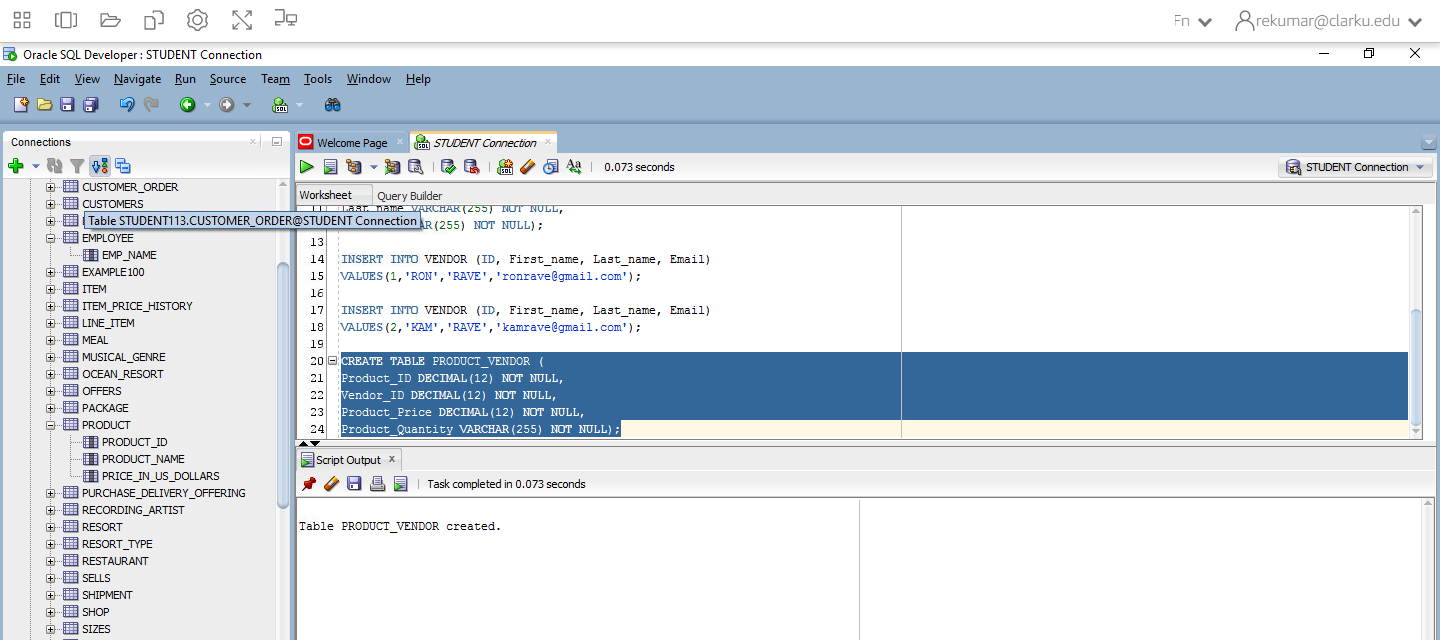 Fn
rekumar@clarku.edu
Oracle SQL Developer : STUDENT Connection
File Edit View Navigate Run Source Team Tools Window Help
Connections
CUSTOMER_ORDER
CUSTOMERS
Table STUDENT113.CUSTOMER_ORDER@STUDENT Connection
EMPLOYEE
EMP_NAME
EXAMPLE100
ITEM
ITEM_PRICE_HISTORY
LINE_ITEM
MEAL
MUSICAL_GENRE
OCEAN_RESORT
OFFERS
PACKAGE
PRODUCT
PRODUCT_ID
PRODUCT_NAME
PRICE_IN_US_DOLLARS
PURCHASE_DELIVERY_OFFERING
RECORDING_ARTIST
RESORT
RESORT_TYPE
RESTAURANT
SELLS
SHIPMENT
SHOP
SIZES
Welcome Page
STUDENT Connection
0.073 seconds
STUDENT Connection
Worksheet Query Builder
11 Last_name VARCHAR(255) NOT NULL,
(255) NOT NULL);
13
14 INSERT INTO VENDOR (ID, First_name, Last_name, Email)
15 VALUES(1,'RON','RAVE','ronrave@gmail.com');
16
17 INSERT INTO VENDOR (ID, First_name, Last_name, Email)
18 VALUES(2,'KAM','RAVE','kamrave@gmail.com');
19
20 CREATE TABLE PRODUCT_VENDOR (
21 Product_ID DECIMAL(12) NOT NULL,
22 Vendor_ID DECIMAL(12) NOT NULL,
23 Product_Price DECIMAL(12) NOT NULL,
24 Product_Quantity VARCHAR(255) NOT NULL);
Script Output
Task completed in 0.073 seconds
Table PRODUCT_VENDOR created.